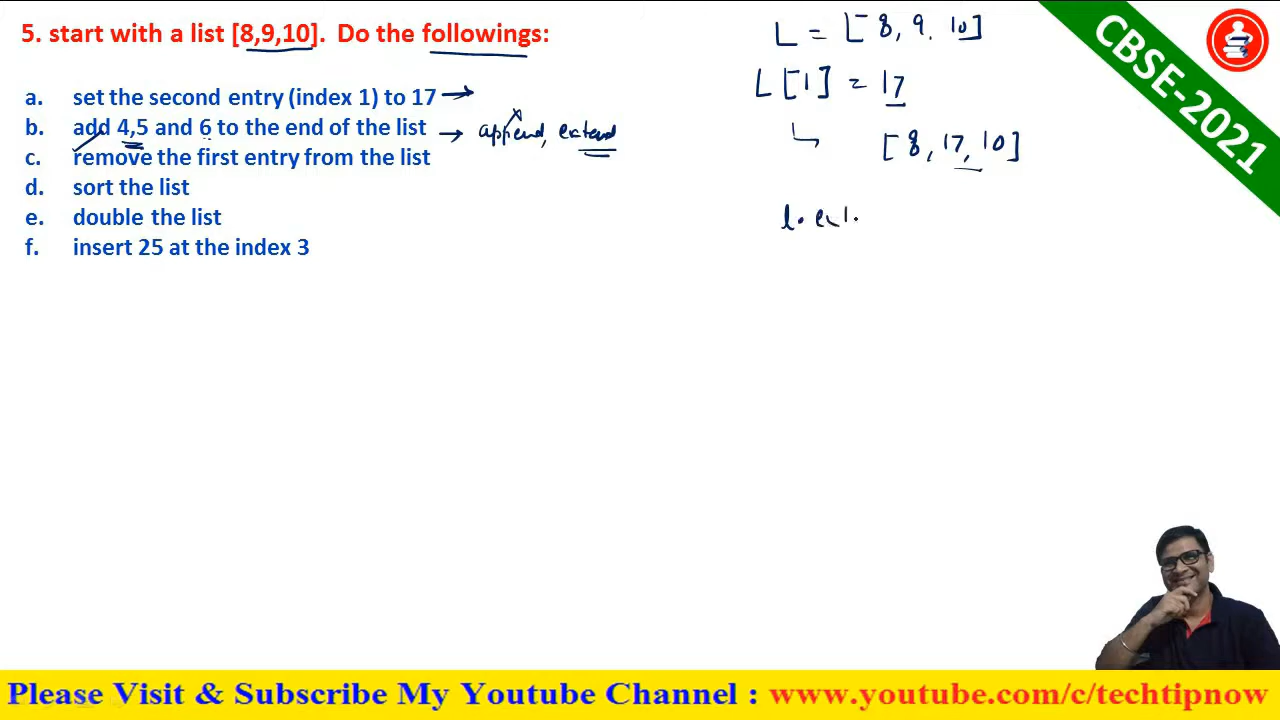 5. start with a list [8,9,10]. Do the followings:
a. set the second entry (index 1) to 17 →
b. add 4,5 and 6 to the end of the list → append, extend
c. remove the first entry from the list
d. sort the list
e. double the list
f. insert 25 at the index 3
L = [8, 9, 10]
L[1] = 17
[8, 17, 10]
CBSE-2021
Please Visit & Subscribe My Youtube Channel : www.youtube.com/c/techtipnow